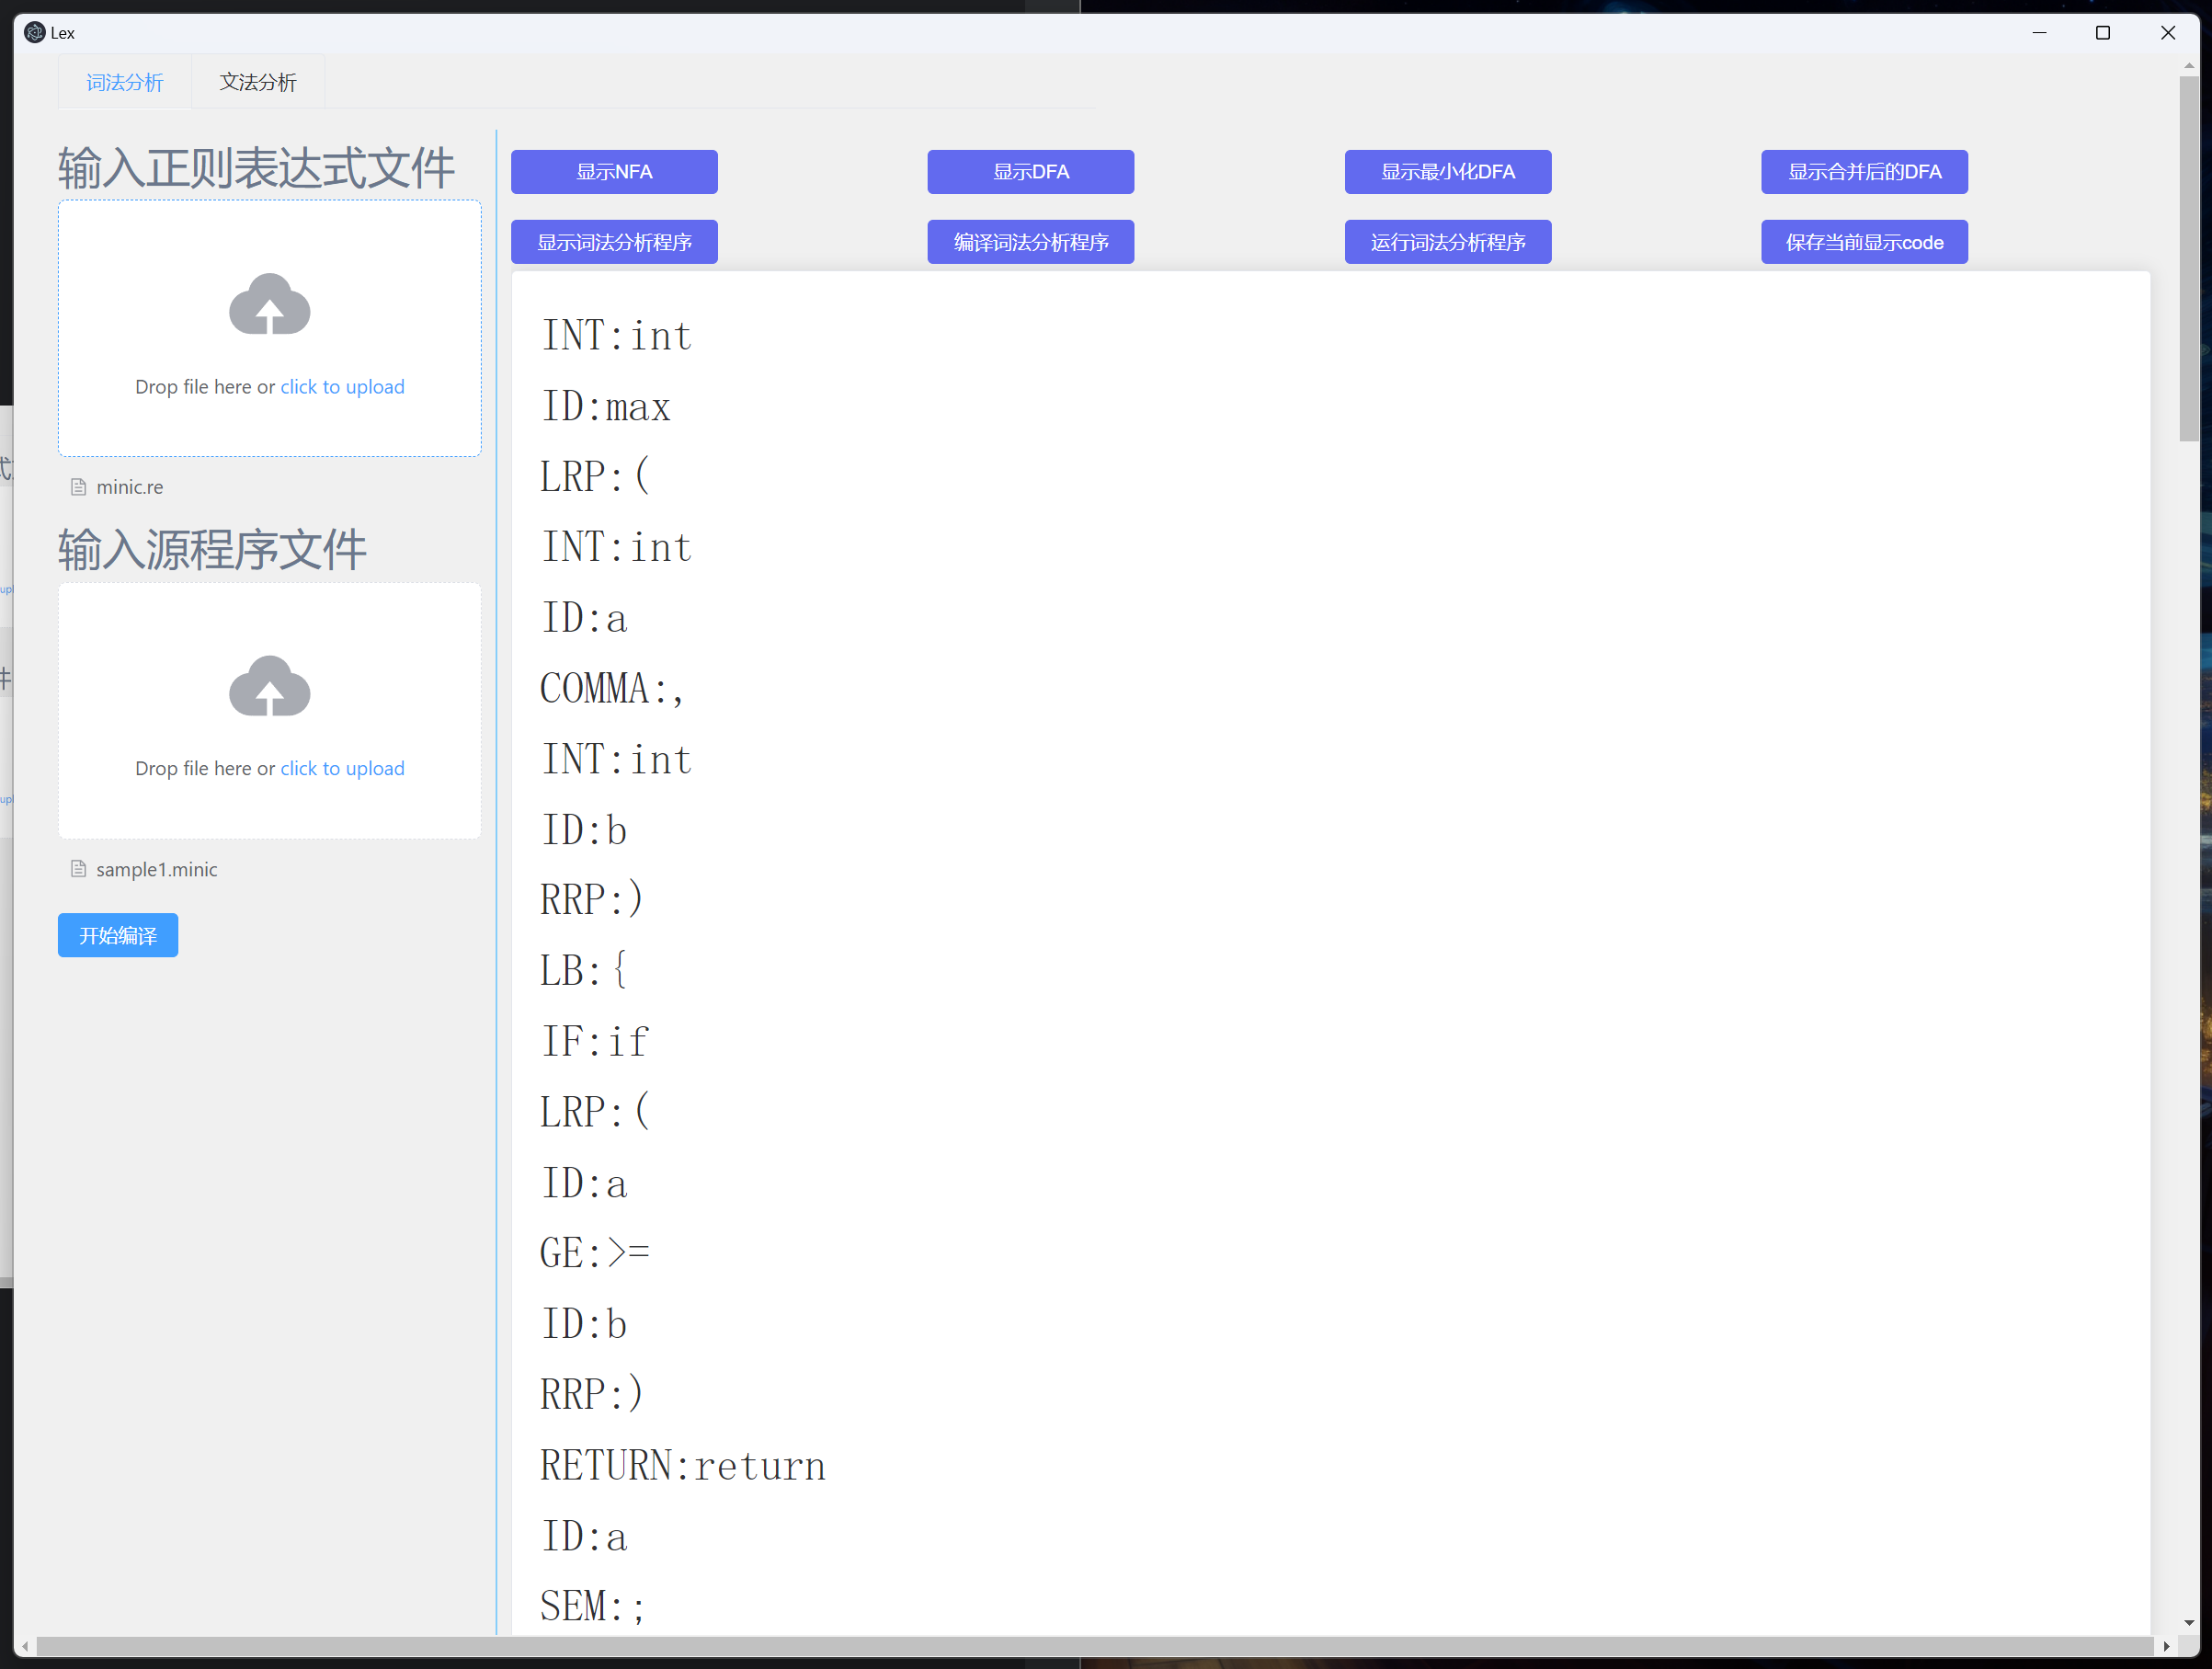 Lex
词法分析
文法分析
输入正则表达式文件
Drop file here or click to upload
minic.re
输入源程序文件
Drop file here or click to upload
sample1.minic
开始编译
显示NFA
显示DFA
显示最小化DFA
显示合并后的DFA
显示词法分析程序
编译词法分析程序
运行词法分析程序
保存当前显示code
INT:int
ID:max
LRP:(
INT:int
ID:a
COMMA:,
INT:int
ID:b
RRP:)
LB:{
IF:if
LRP:(
ID:a
GE:>=
ID:b
RRP:)
RETURN:return
ID:a
SEM:;